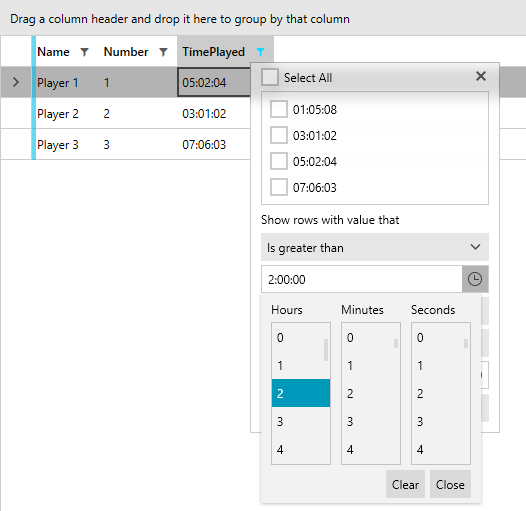 Drag a column header and drop it here to group by that column
Name Number TimePlayed
Player 1 1 05:02:04
Player 2 2 03:01:02
Player 3 3 07:06:03
Select All
01:05:08
03:01:02
05:02:04
07:06:03
Show rows with value that
Is greater than
2:00:00
Hours Minutes Seconds
0 0 0
1 1 1
2 2 2
3 3 3
4 4 4
Clear Close